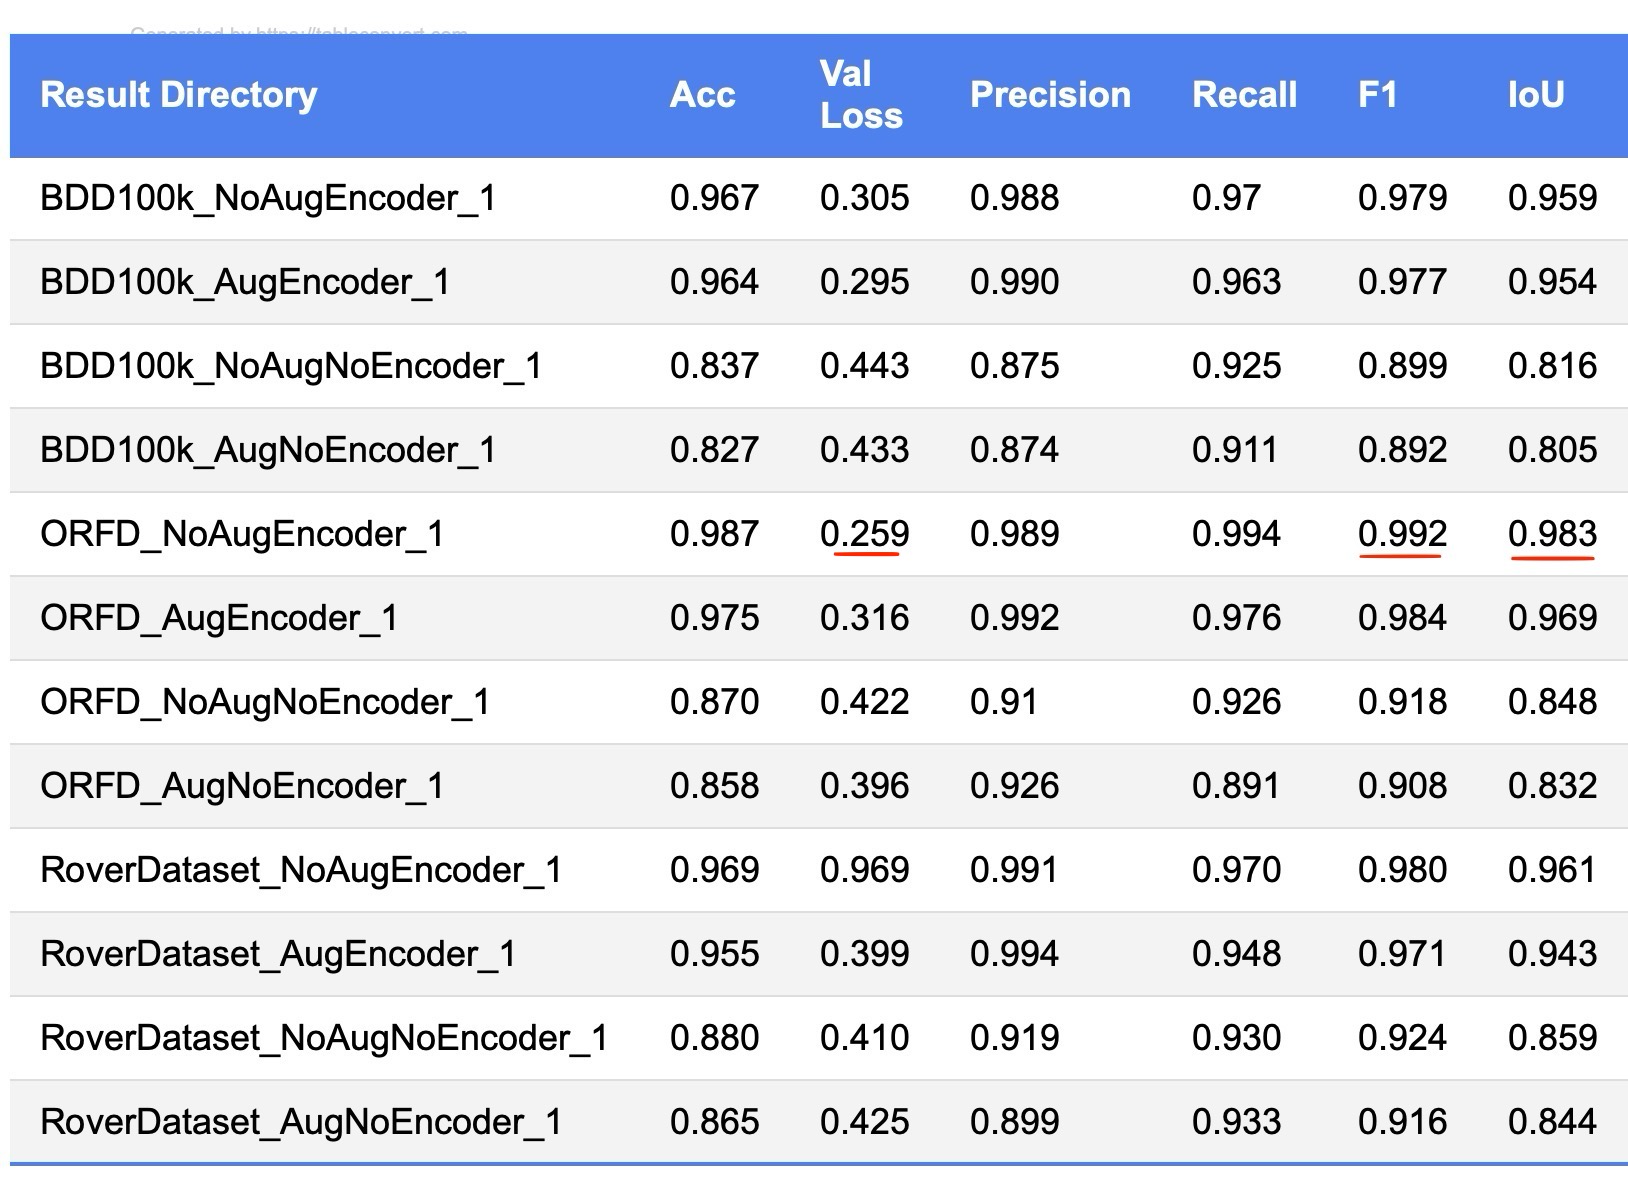 Generated by https://tableconvert.com
Result Directory Acc Val Loss Precision Recall F1 IoU
BDD100k_NoAugEncoder_1 0.967 0.305 0.988 0.97 0.979 0.959
BDD100k_AugEncoder_1 0.964 0.295 0.990 0.963 0.977 0.954
BDD100k_NoAugNoEncoder_1 0.837 0.443 0.875 0.925 0.899 0.816
BDD100k_AugNoEncoder_1 0.827 0.433 0.874 0.911 0.892 0.805
ORFD_NoAugEncoder_1 0.987 0.259 0.989 0.994 0.992 0.983
ORFD_AugEncoder_1 0.975 0.316 0.992 0.976 0.984 0.969
ORFD_NoAugNoEncoder_1 0.870 0.422 0.91 0.926 0.918 0.848
ORFD_AugNoEncoder_1 0.858 0.396 0.926 0.891 0.908 0.832
RoverDataset_NoAugEncoder_1 0.969 0.969 0.991 0.970 0.980 0.961
RoverDataset_AugEncoder_1 0.955 0.399 0.994 0.948 0.971 0.943
RoverDataset_NoAugNoEncoder_1 0.880 0.410 0.919 0.930 0.924 0.859
RoverDataset_AugNoEncoder_1 0.865 0.425 0.899 0.933 0.916 0.844